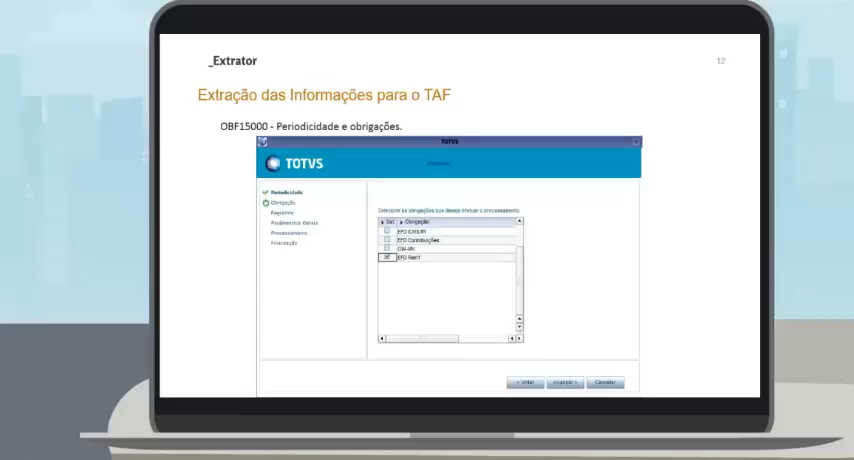 _Extrator
12
Extração das Informações para o TAF
OBF15000 - Periodicidade e obrigações.
TOTVS
TOTVS
Periodicidade
Obrigação
Registros
Parâmetros Gerais
Processamento
Finalização
Selecione as obrigações que deseja efetuar o processamento.
Sel Obrigação
EFD ICMS/IPI
EFD Contribuições
EFD Reinf
< Voltar Avançar > Cancelar